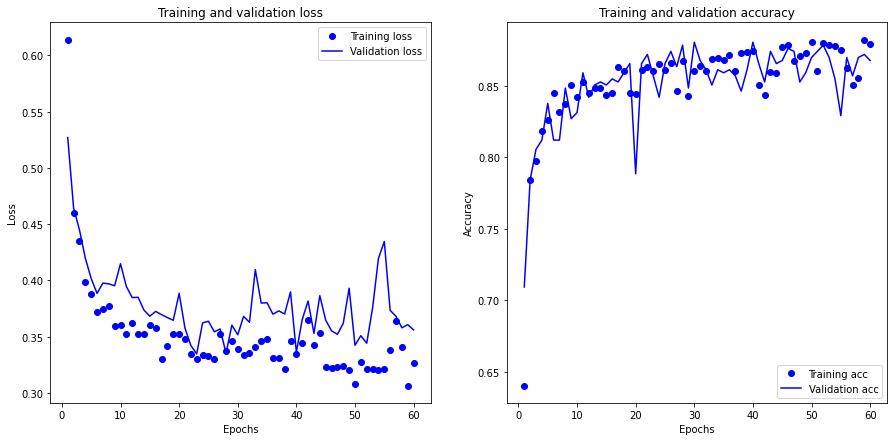 Training and validation loss
Training loss
Validation loss
0.60
0.55
0.50
0.45
0.40
0.35
0.30
Loss
0 10 20 30 40 50 60
Epochs
Training and validation accuracy
0.85
0.80
0.75
0.70
0.65
Accuracy
Training acc
Validation acc
0 10 20 30 40 50 60
Epochs